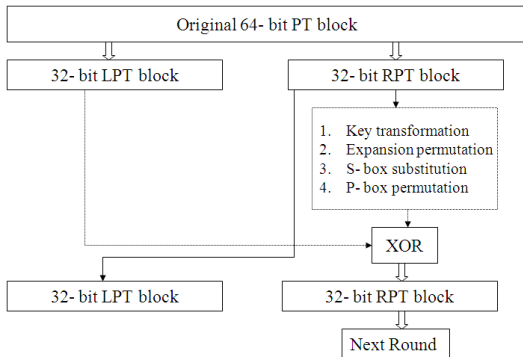 Original 64- bit PT block
32- bit LPT block
32- bit RPT block
1. Key transformation
2. Expansion permutation
3. S- box substitution
4. P- box permutation
XOR
32- bit LPT block
32- bit RPT block
Next Round